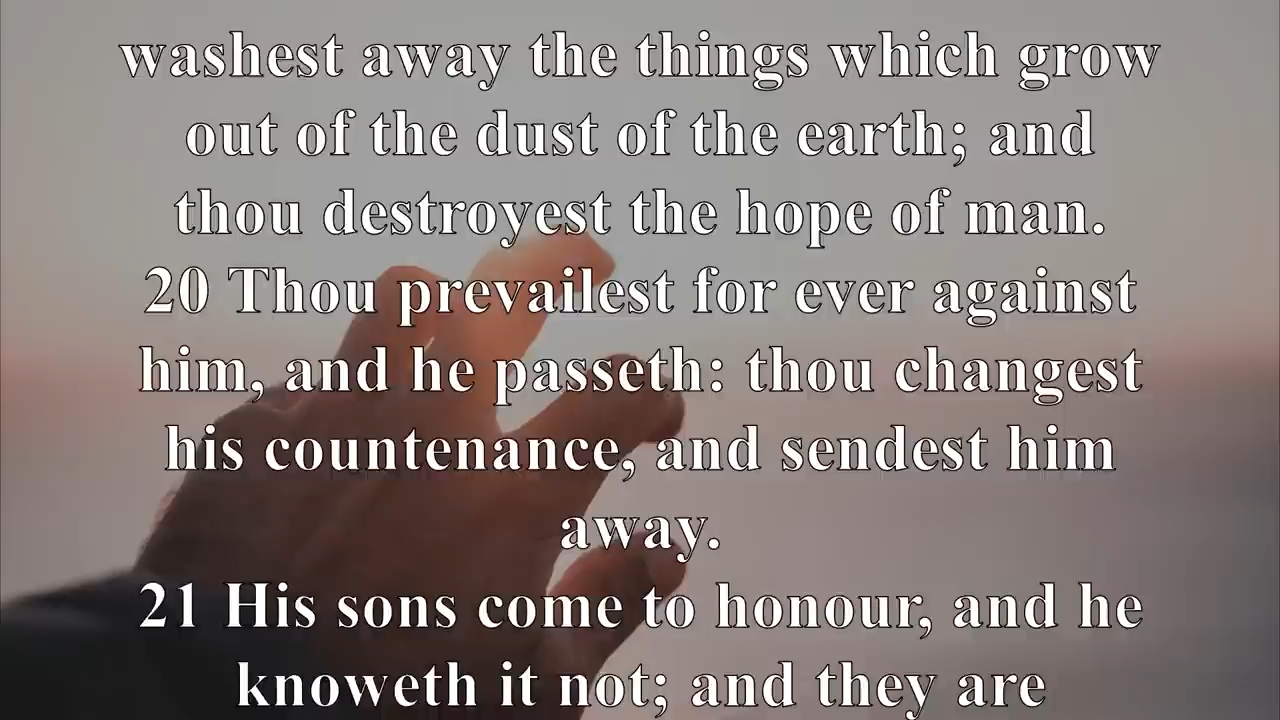 washest away the things which grow
out of the dust of the earth; and
thou destroyest the hope of man.
20 Thou prevailest for ever against
him, and he passeth: thou changest
his countenance, and sendest him
away.
21 His sons come to honour, and he
knoweth it not; and they are